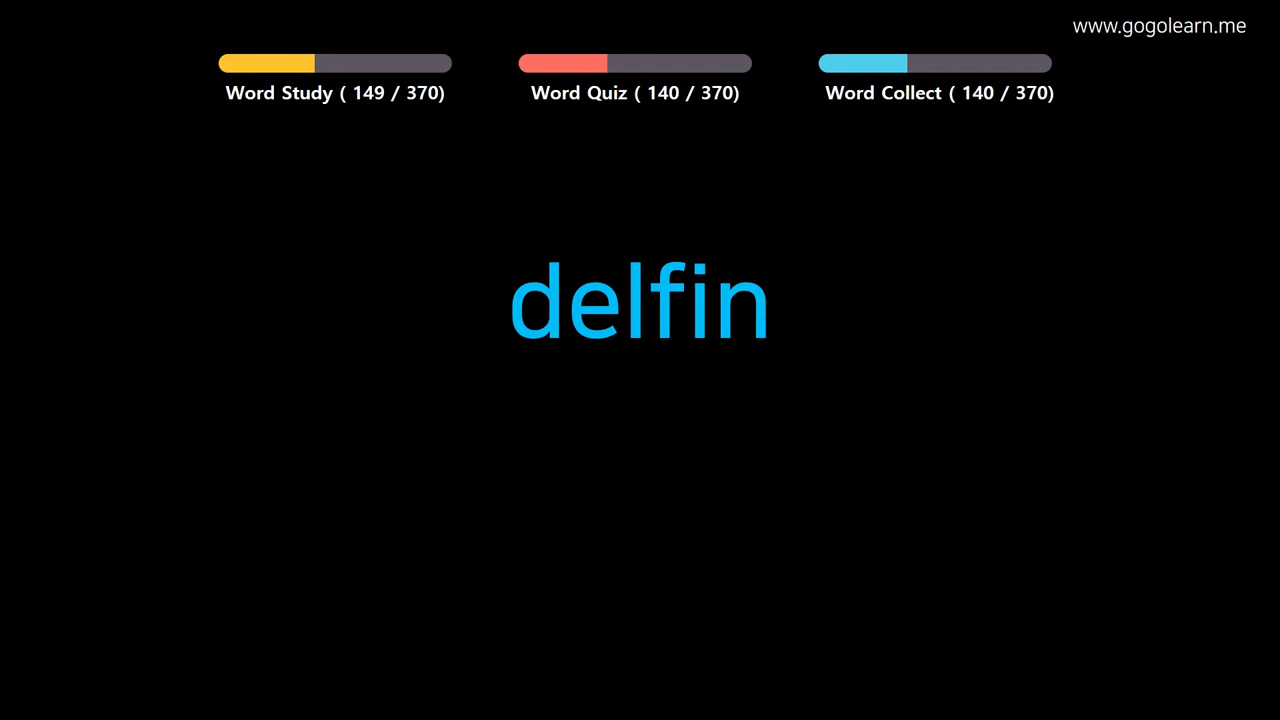 www.gogolearn.me
Word Study ( 149 / 370)
Word Quiz ( 140 / 370)
Word Collect ( 140 / 370)
delfin